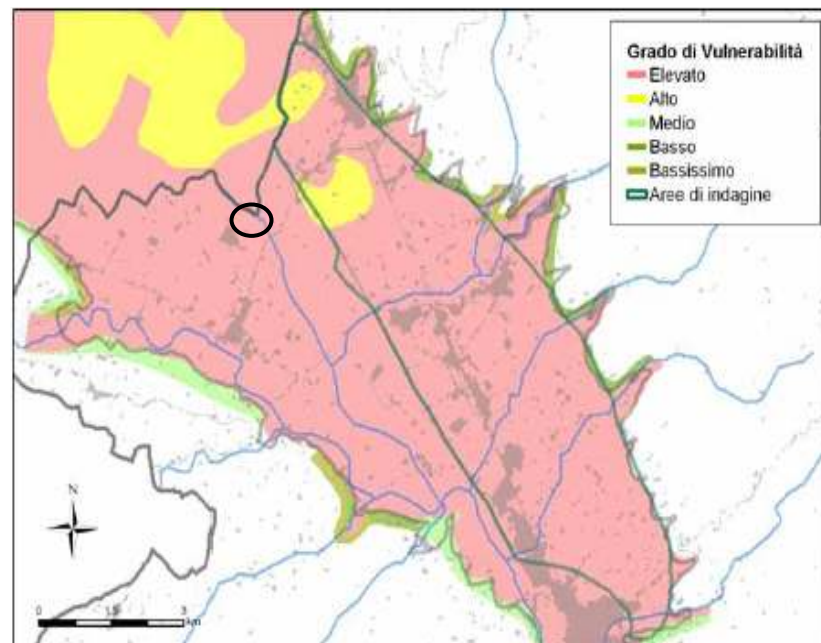 Grado di Vulnerabilità
Elevato
Alto
Medio
Basso
Bassissimo
Aree di indagine
N
0 1,5 3
km